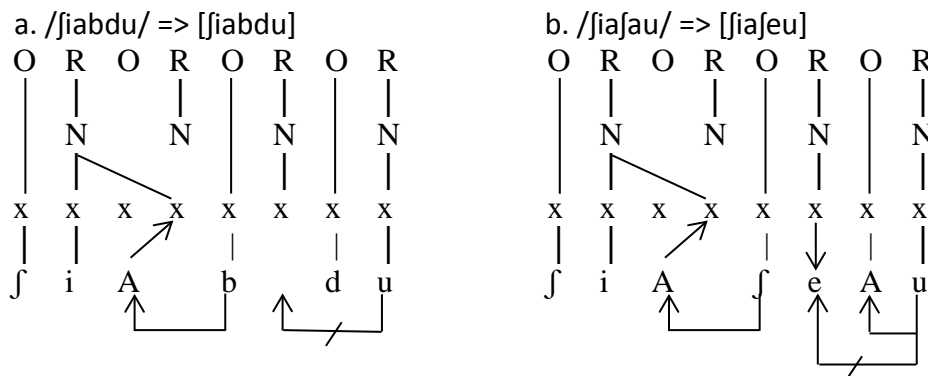 a. /ʃiabdu/ => [ʃiabdu]
O R O R O R O R
N N N N
x x x x x x x x
ʃ i A b d u
b. /ʃiaʃau/ => [ʃiaʃeu]
O R O R O R O R
N N N N
x x x x x x x x
ʃ i A ʃ e A u